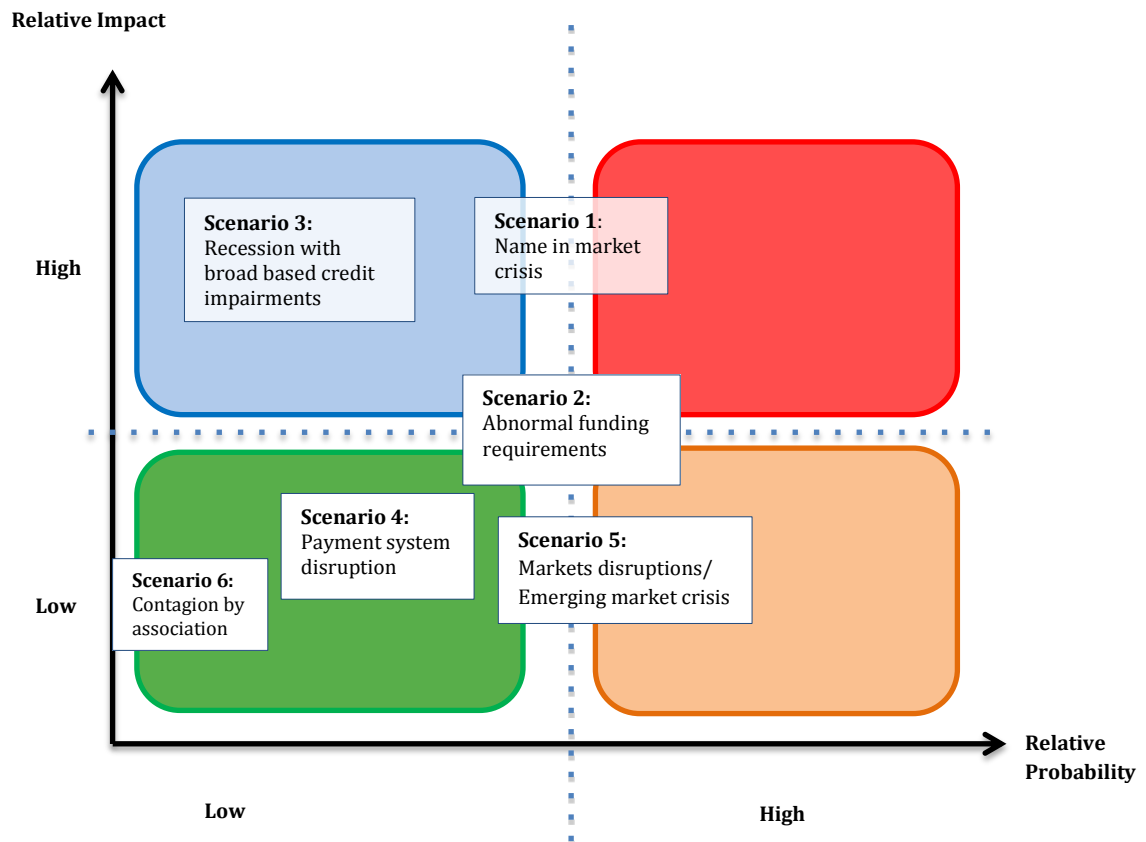 Relative Impact
High
Scenario 3:
Recession with
broad based credit
impairments
Scenario 1:
Name in market
crisis
Scenario 2:
Abnormal funding
requirements
Scenario 4:
Payment system
disruption
Scenario 5:
Markets disruptions/
Emerging market crisis
Scenario 6:
Contagion by
association
Low
Relative
Probability
Low
High